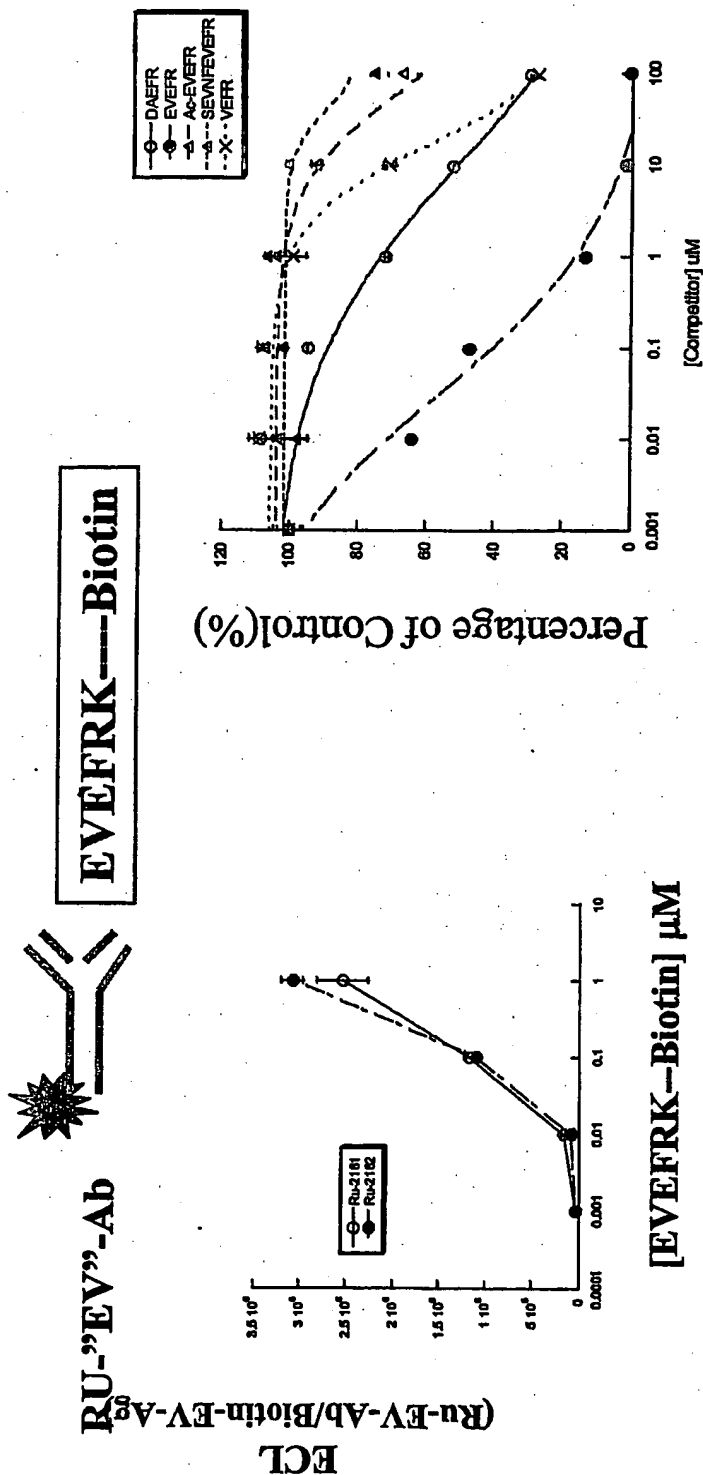 RU-”EV”-Ab
EVEFRK----Biotin
ECL
(Ru-EV-Ab/Biotin-EV-Ag)
3.5 10⁶
3 10⁶
2.5 10⁶
2 10⁶
1.5 10⁶
1 10⁶
5 10⁵
0
Ru-2181
Ru-2182
0.0001
0.001
0.01
0.1
1
10
[EVEFRK---Biotin] µM
Percentage of Control(%)
120
100
80
60
40
20
0
DAEFR
EVEFR
Ac-EVEFR
SEVNFEVEFR
VEFR
0.001
0.01
0.1
1
10
100
[Competitor] uM